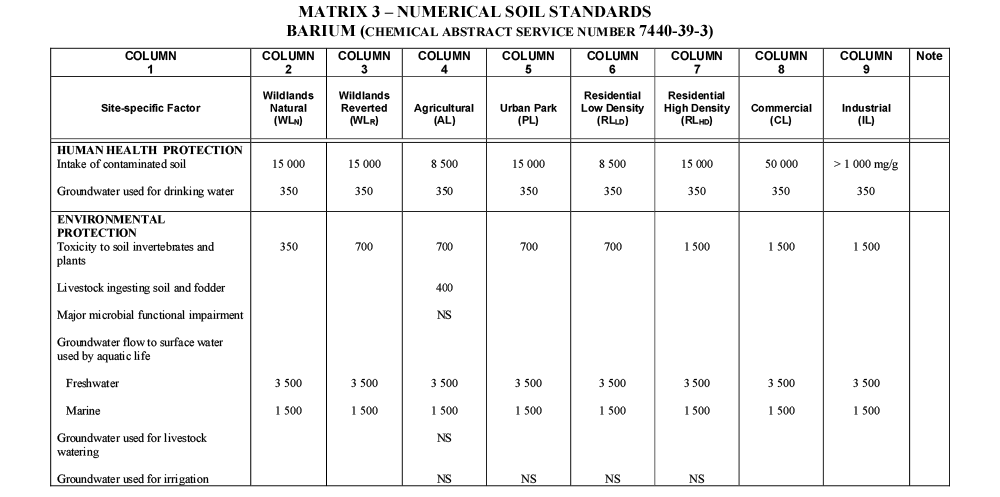 MATRIX 3 – NUMERICAL SOIL STANDARDS
BARIUM (CHEMICAL ABSTRACT SERVICE NUMBER 7440-39-3)
COLUMN 1 COLUMN 2 COLUMN 3 COLUMN 4 COLUMN 5 COLUMN 6 COLUMN 7 COLUMN 8 COLUMN 9 Note
Site-specific Factor Wildlands Natural (WLN) Wildlands Reverted (WLR) Agricultural (AL) Urban Park (PL) Residential Low Density (RLLD) Residential High Density (RLHD) Commercial (CL) Industrial (IL)
HUMAN HEALTH PROTECTION
Intake of contaminated soil 15 000 15 000 8 500 15 000 8 500 15 000 50 000 > 1 000 mg/g
Groundwater used for drinking water 350 350 350 350 350 350 350 350
ENVIRONMENTAL
PROTECTION
Toxicity to soil invertebrates and 350 700 700 700 700 1 500 1 500 1 500
plants
Livestock ingesting soil and fodder 400
Major microbial functional impairment NS
Groundwater flow to surface water
used by aquatic life
Freshwater 3 500 3 500 3 500 3 500 3 500 3 500 3 500 3 500
Marine 1 500 1 500 1 500 1 500 1 500 1 500 1 500 1 500
Groundwater used for livestock NS
watering
Groundwater used for irrigation NS NS NS NS